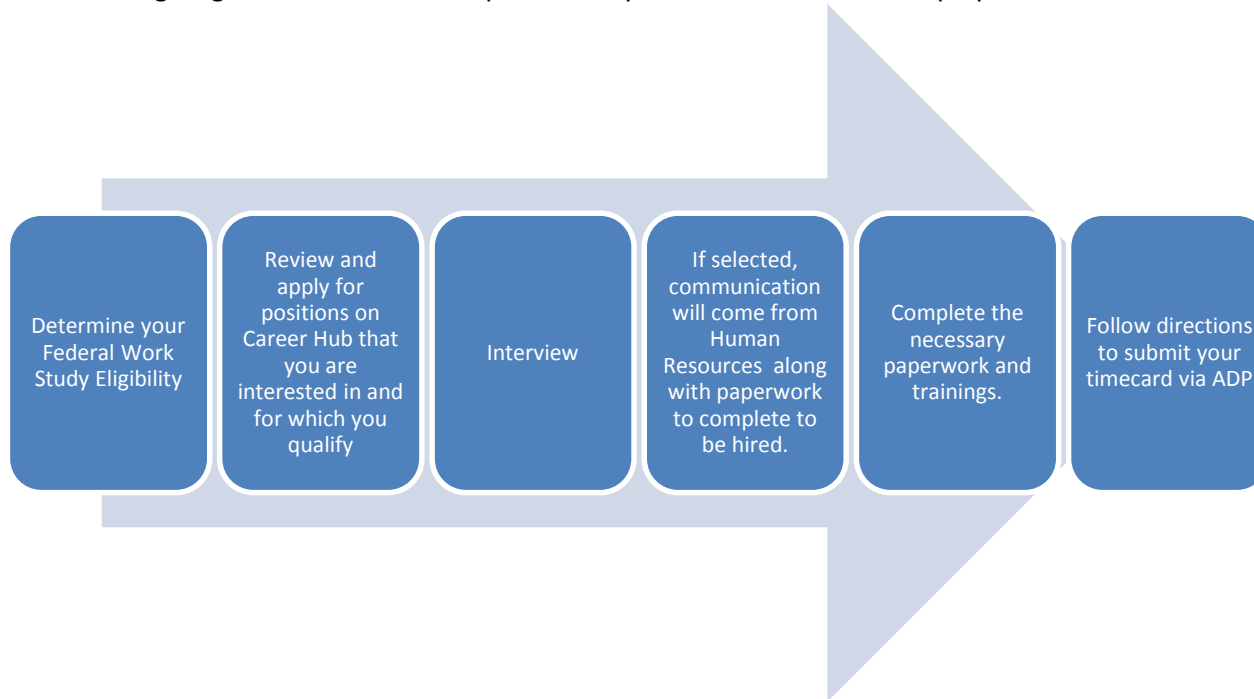 Determine your
Federal Work
Study Eligibility
Review and
apply for
positions on
Career Hub that
you are
interested in and
for which you
qualify
Interview
If selected,
communication
will come from
Human
Resources along
with paperwork
to complete to
be hired.
Complete the
necessary
paperwork and
trainings.
Follow directions
to submit your
timecard via ADP